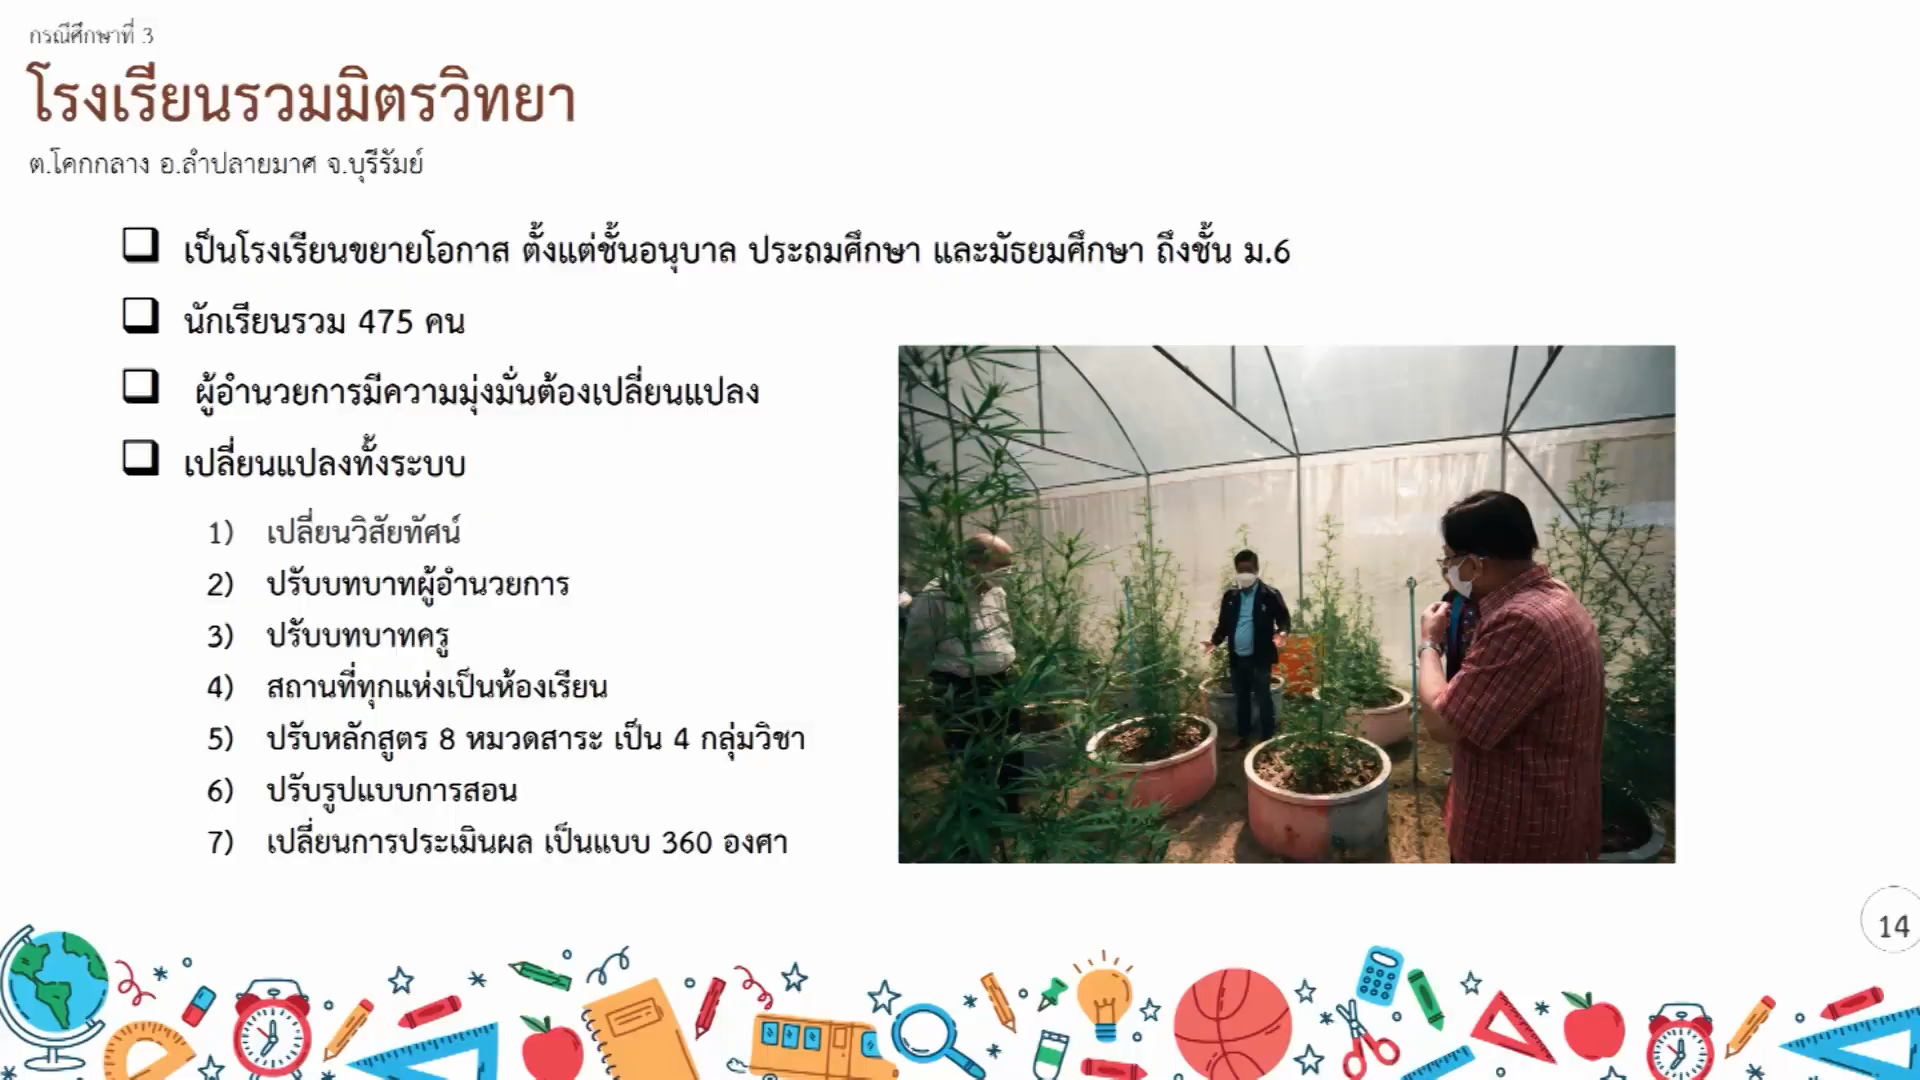 กรณีศึกษาที่ 3
โรงเรียนรวมมิตรวิทยา
ต.โคกกลาง อ.ลำปลายมาศ จ.บุรีรัมย์
เป็นโรงเรียนขยายโอกาส ตั้งแต่ชั้นอนุบาล ประถมศึกษา และมัธยมศึกษา ถึงชั้น ม.6
นักเรียนรวม 475 คน
ผู้อำนวยการมีความมุ่งมั่นต้องเปลี่ยนแปลง
เปลี่ยนแปลงทั้งระบบ
1) เปลี่ยนวิสัยทัศน์
2) ปรับบทบาทผู้อำนวยการ
3) ปรับบทบาทครู
4) สถานที่ทุกแห่งเป็นห้องเรียน
5) ปรับหลักสูตร 8 หมวดสาระ เป็น 4 กลุ่มวิชา
6) ปรับรูปแบบการสอน
7) เปลี่ยนการประเมินผล เป็นแบบ 360 องศา
14